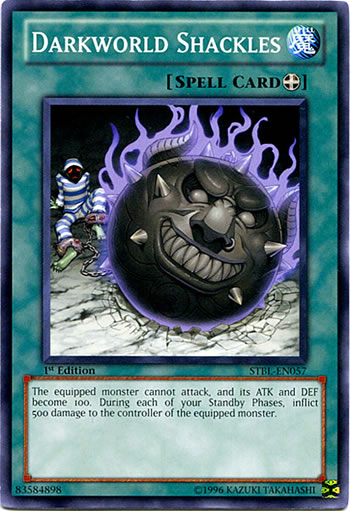 DARKWORLD SHACKLES
魔
[SPELL CARD]
1st Edition
STBL-EN057
The equipped monster cannot attack, and its ATK and DEF
become 100. During each of your Standby Phases, inflict
500 damage to the controller of the equipped monster.
83584898
©1996 KAZUKI TAKAHASHI